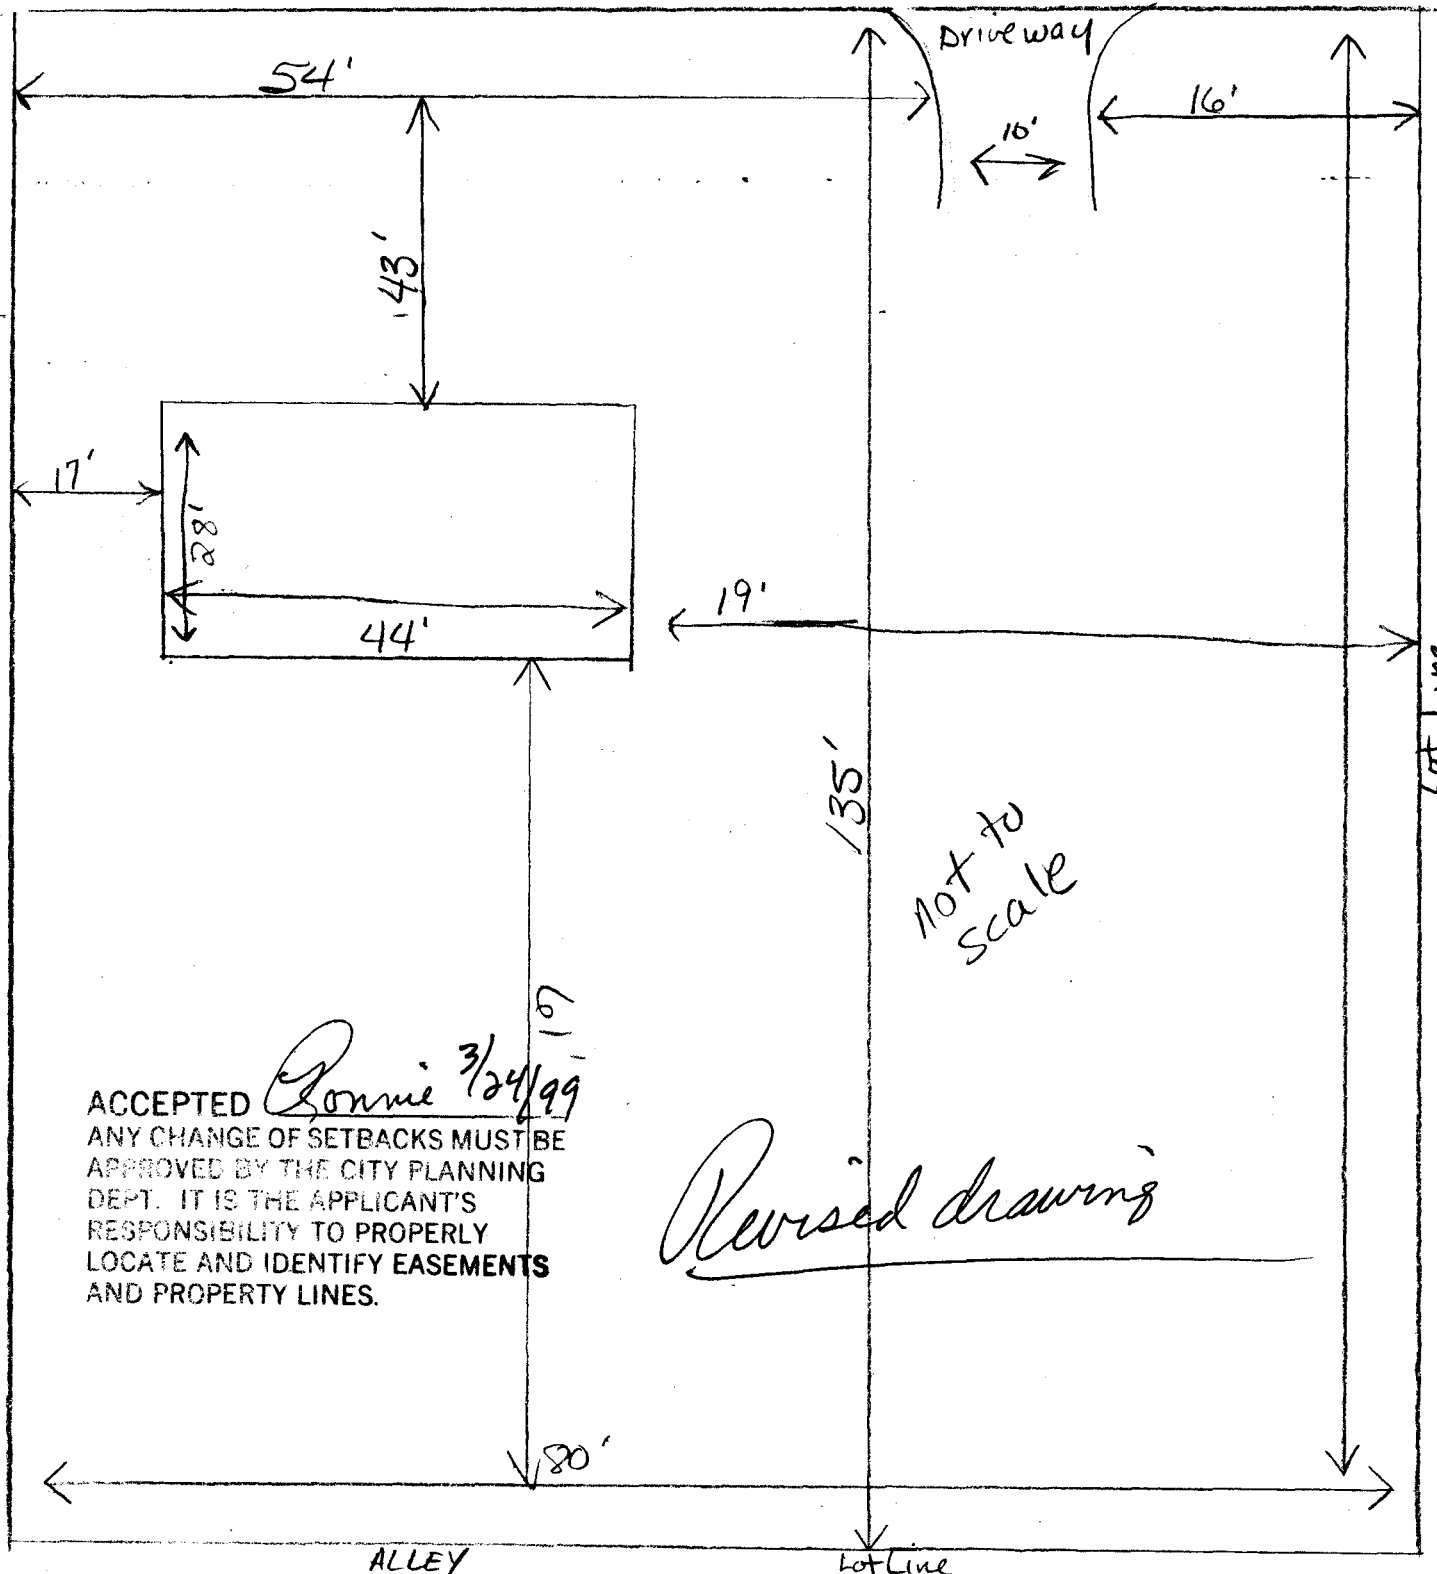 Driveway
54'
16'
10'
43'
17'
28'
44'
19'
135'
not to
scale
ACCEPTED Ronnie 3/24/99
ANY CHANGE OF SETBACKS MUST BE
APPROVED BY THE CITY PLANNING
DEPT. IT IS THE APPLICANT'S
RESPONSIBILITY TO PROPERLY
LOCATE AND IDENTIFY EASEMENTS
AND PROPERTY LINES.
Revised drawing
80'
ALLEY
Lot Line
Lot Line